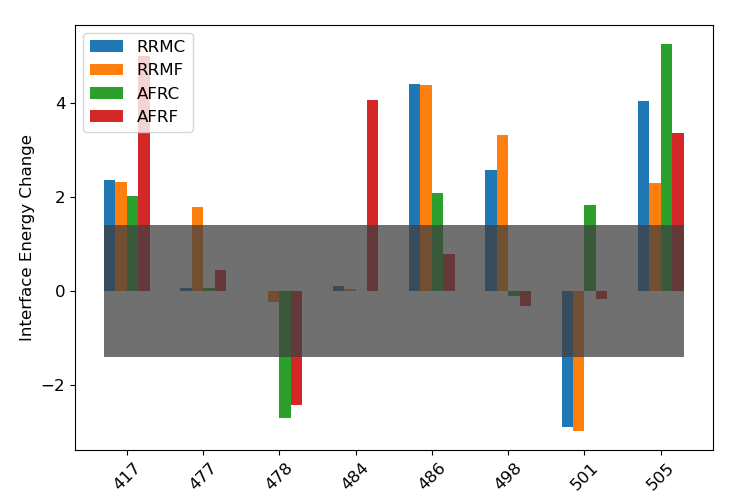 RRMC
RRMF
AFRC
AFRF
Interface Energy Change
4
2
0
−2
417
477
478
484
486
498
501
505